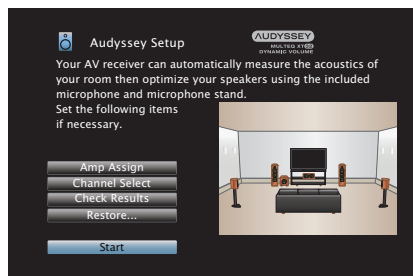 Audyssey Setup
AUDYSSEY
MULTEQ XT32
DYNAMIC VOLUME
Your AV receiver can automatically measure the acoustics of
your room then optimize your speakers using the included
microphone and microphone stand.
Set the following items
if necessary.
Amp Assign
Channel Select
Check Results
Restore...
Start